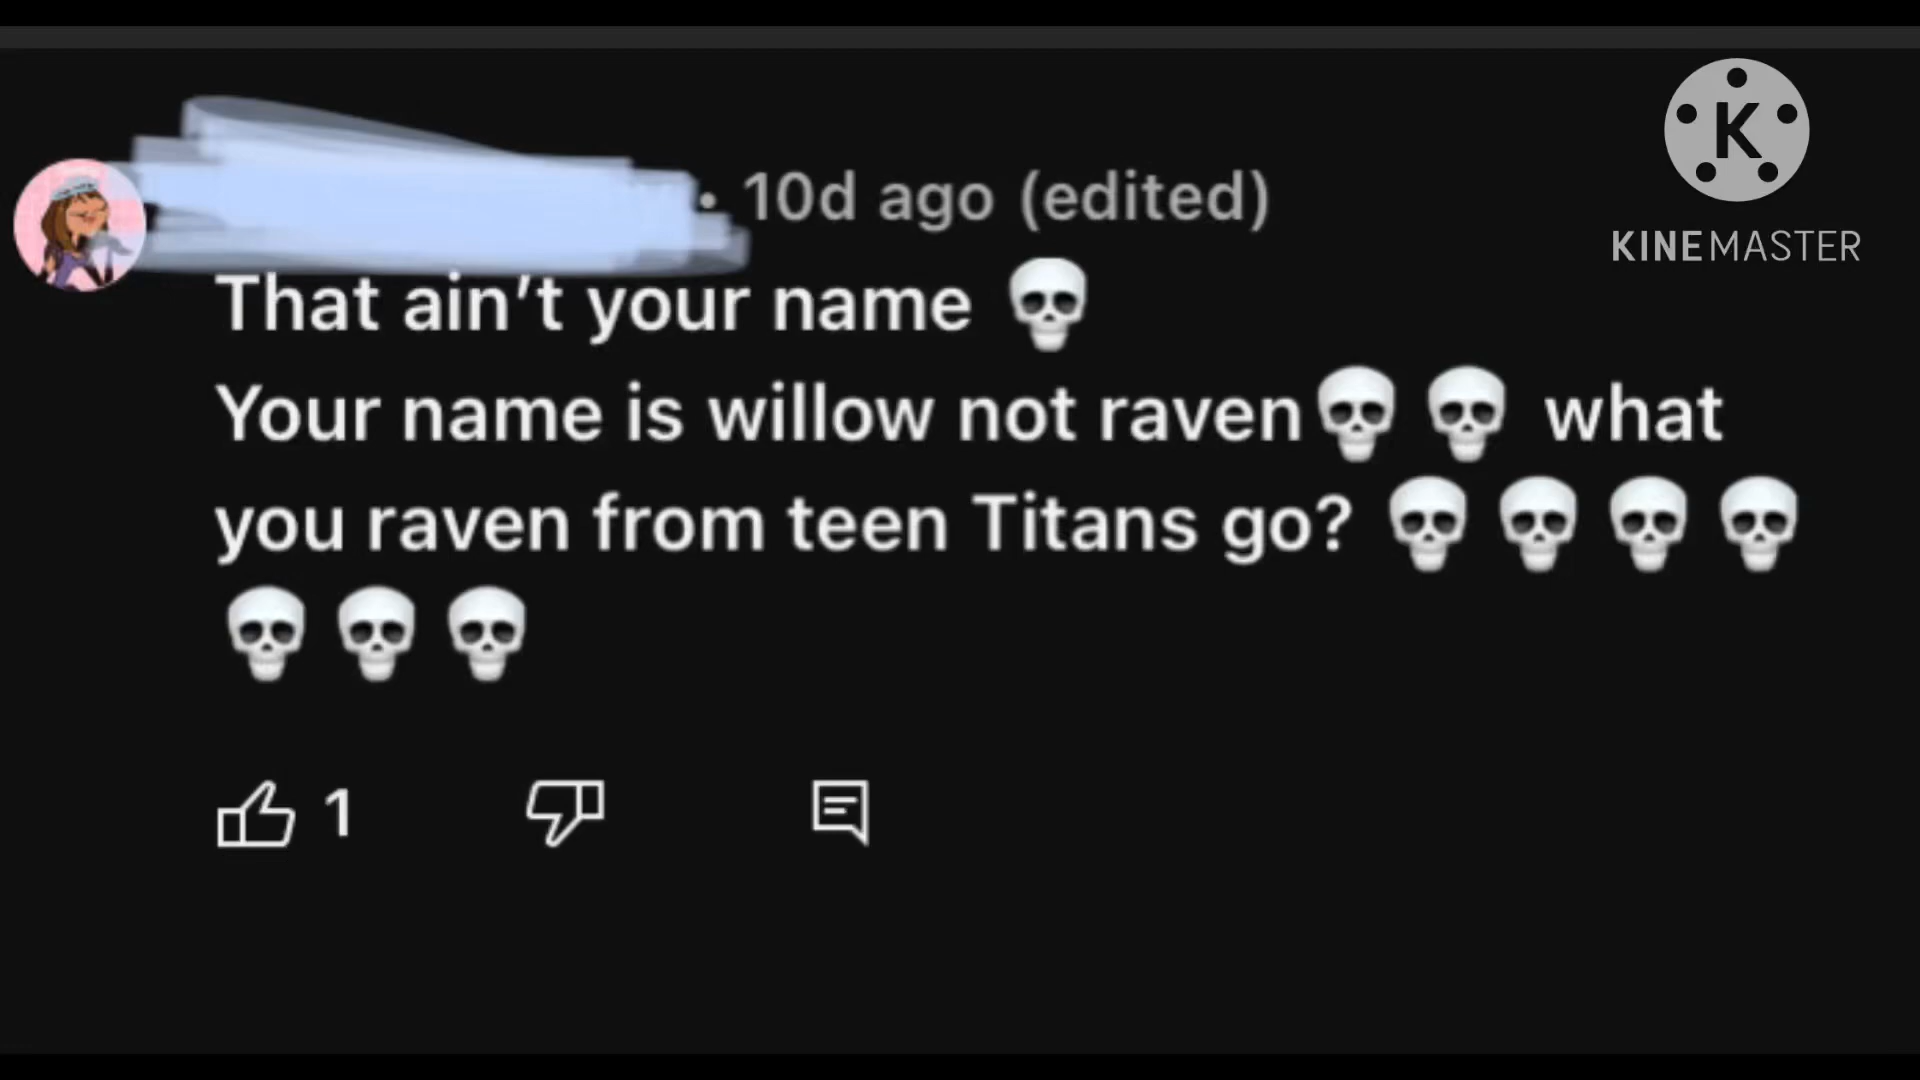 K
KINEMASTER
• 10d ago (edited)
That ain’t your name 💀
Your name is willow not raven💀💀 what
you raven from teen Titans go? 💀💀💀💀
💀💀💀
1